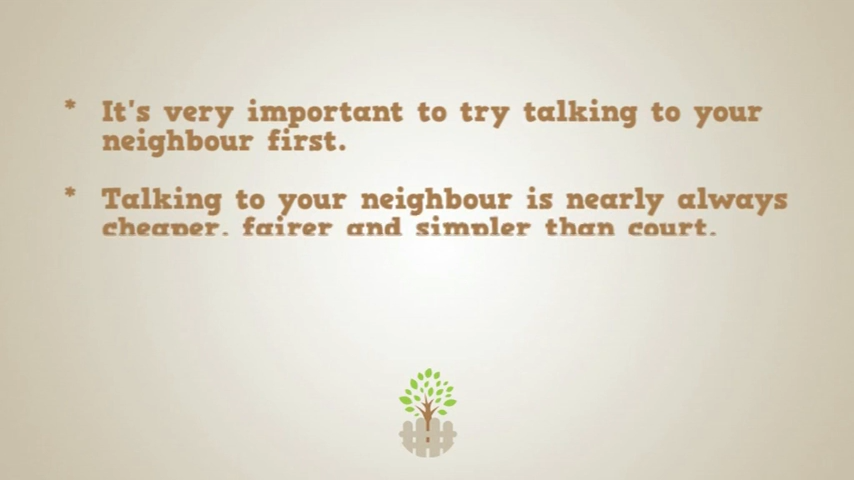 * It's very important to try talking to your
neighbour first.
* Talking to your neighbour is nearly always
cheaper, fairer and simpler than court.